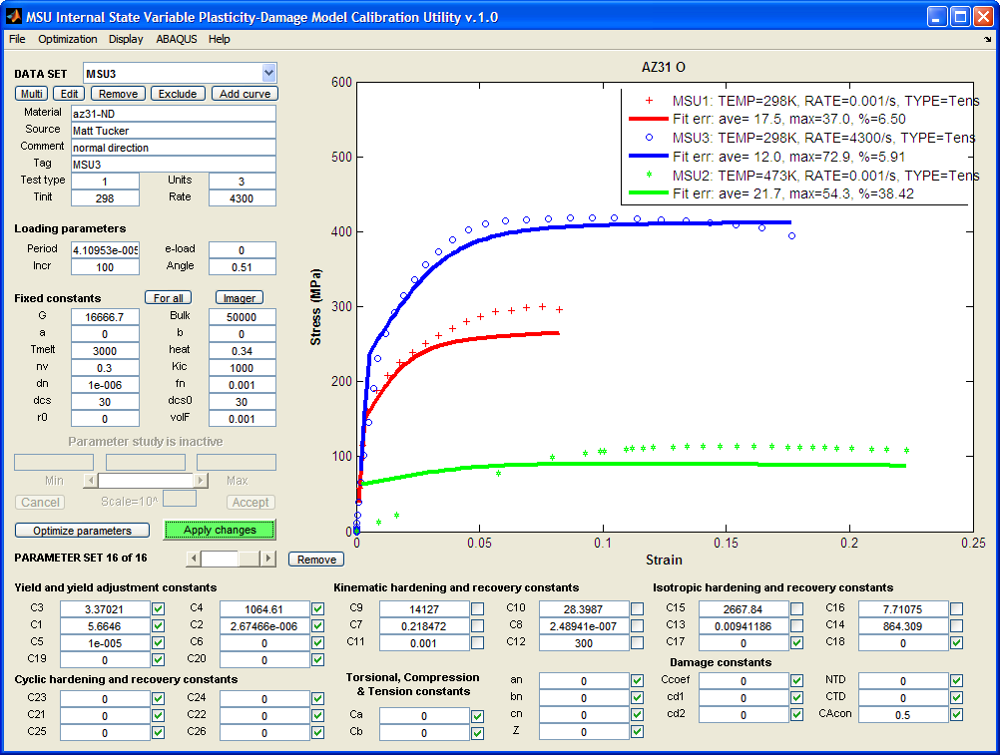 MSU Internal State Variable Plasticity-Damage Model Calibration Utility v.1.0
File Optimization Display ABAQUS Help
DATA SET MSU3
Multi Edit Remove Exclude Add curve
Material az31-ND
Source Matt Tucker
Comment normal direction
Tag MSU3
Test type 1 Units 3
Tinit 298 Rate 4300
Loading parameters
Period 4.10953e-005 e-load 0
Incr 100 Angle 0.51
Fixed constants For all Imager
G 16666.7 Bulk 50000
a 0 b 0
Tmelt 3000 heat 0.34
nv 0.3 Kic 1000
dn 1e-006 fn 0.001
dcs 30 dcs0 30
r0 0 volF 0.001
Parameter study is inactive
Min Max
Cancel Scale=10^ Accept
Optimize parameters Apply changes
AZ31 O
MSU1: TEMP=298K, RATE=0.001/s, TYPE=Tens
Fit err: ave= 17.5, max=37.0, %=6.50
MSU3: TEMP=298K, RATE=4300/s, TYPE=Tens
Fit err: ave= 12.0, max=72.9, %=5.91
MSU2: TEMP=473K, RATE=0.001/s, TYPE=Tens
Fit err: ave= 21.7, max=54.3, %=38.42
600
500
400
300
200
100
0
Stress (MPa)
0 0.05 0.1 0.15 0.2 0.25
Strain
PARAMETER SET 16 of 16 Remove
Yield and yield adjustment constants
C3 3.37021 C4 1064.61
C1 5.6646 C2 2.67466e-006
C5 1e-005 C6 0
C19 0 C20 0
Cyclic hardening and recovery constants
C23 0 C24 0
C21 0 C22 0
C25 0 C26 0
Kinematic hardening and recovery constants
C9 14127 C10 28.3987
C7 0.218472 C8 2.48941e-007
C11 0.001 C12 300
Torsional, Compression
& Tension constants
Ca 0
Cb 0
an 0
bn 0
cn 0
Z 0
Isotropic hardening and recovery constants
C15 2667.84 C16 7.71075
C13 0.00941186 C14 864.309
C17 0 C18 0
Damage constants
Ccoef 0 NTD 0
cd1 0 CTD 0
cd2 0 CAcon 0.5